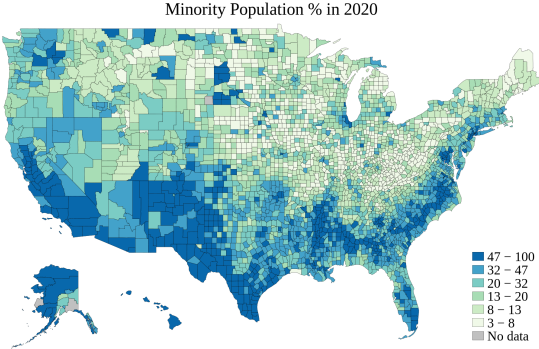 Minority Population % in 2020
47 − 100
32 − 47
20 − 32
13 − 20
8 − 13
3 − 8
No data